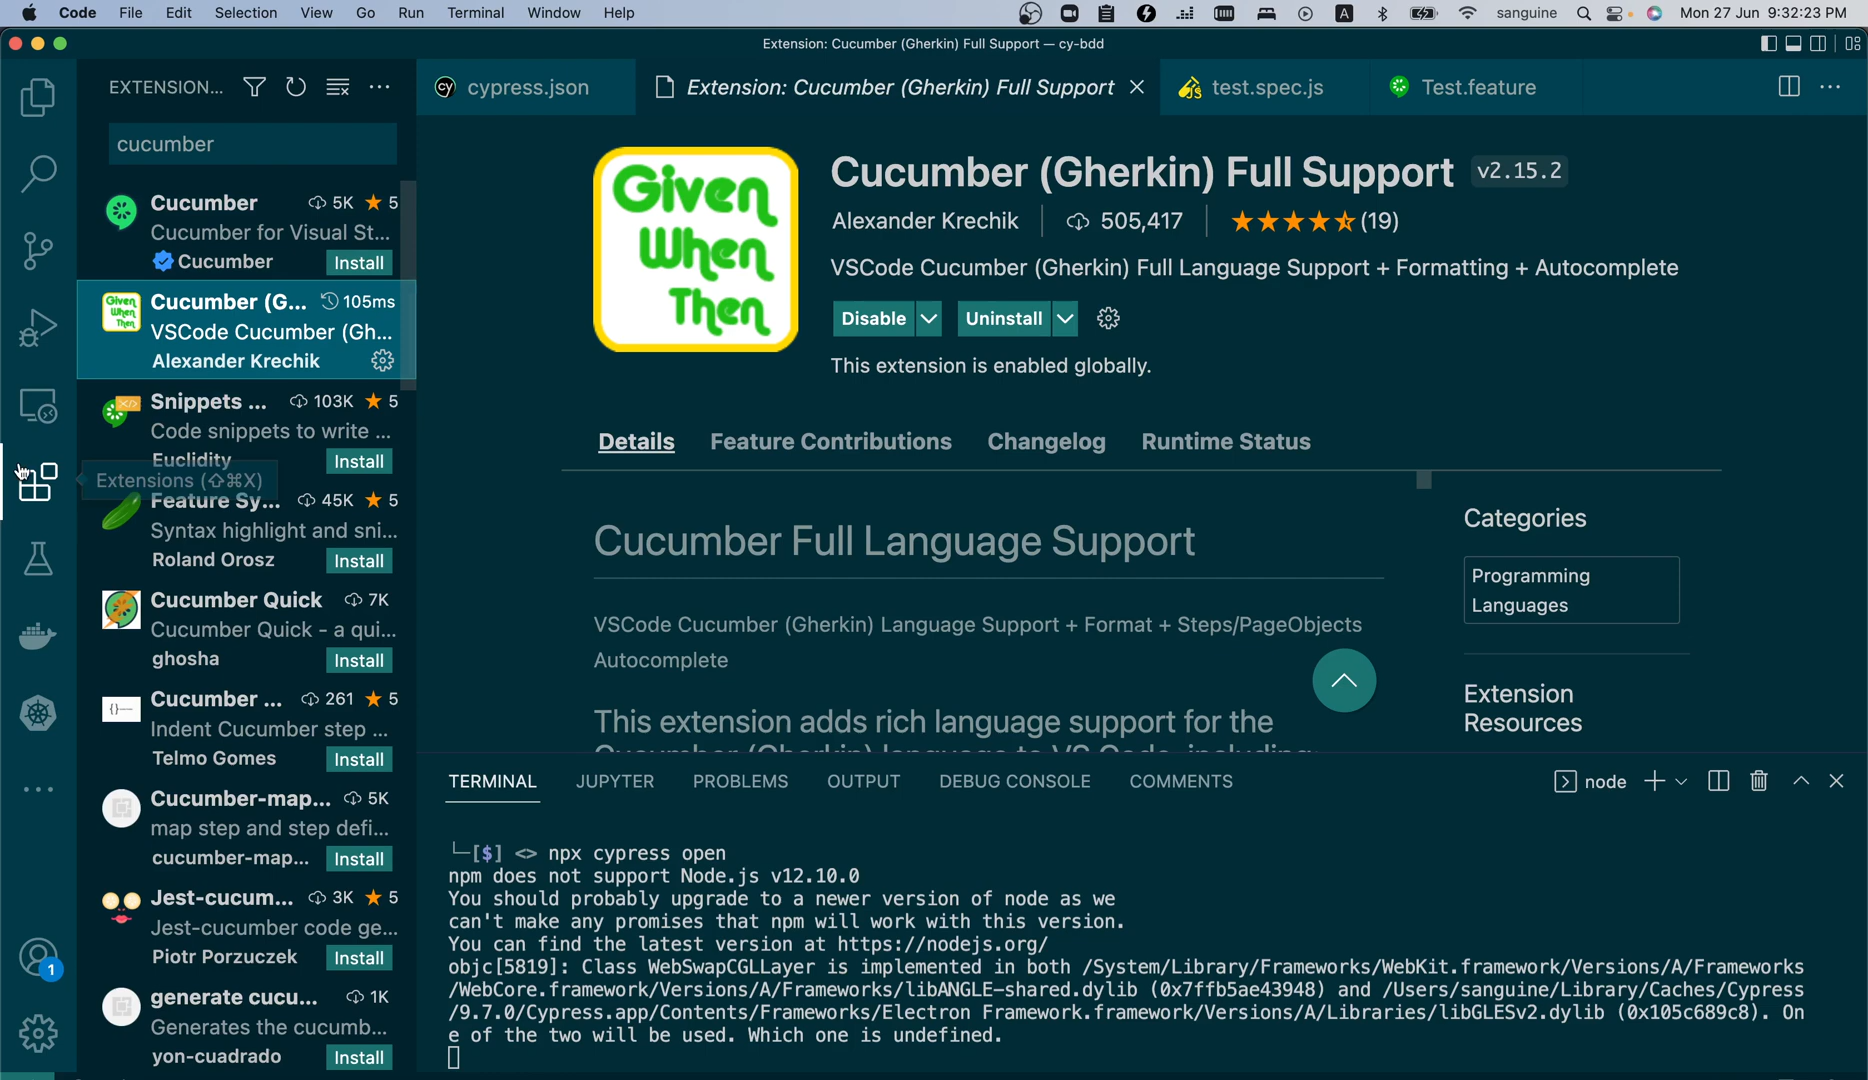 Code File Edit Selection View Go Run Terminal Window Help
A sanguine Mon 27 Jun 9:32:23 PM
Extension: Cucumber (Gherkin) Full Support — cy-bdd
EXTENSION...
cypress.json
Extension: Cucumber (Gherkin) Full Support
test.spec.js
Test.feature
cucumber
Cucumber 5K 5
Cucumber for Visual St...
Cucumber Install
Cucumber (G... 105ms
VSCode Cucumber (Gh...
Alexander Krechik
Snippets ... 103K 5
Code snippets to write ...
Euclidity Install
Extensions (⇧⌘X)
Feature Sy... 45K 5
Syntax highlight and sni...
Roland Orosz Install
Cucumber Quick 7K
Cucumber Quick - a qui...
ghosha Install
Cucumber ... 261 5
Indent Cucumber step ...
Telmo Gomes Install
Cucumber-map... 5K
map step and step defi...
cucumber-map... Install
Jest-cucum... 3K 5
Jest-cucumber code ge...
Piotr Porzuczek Install
generate cucu... 1K
Generates the cucumb...
yon-cuadrado Install
1
Given
When
Then
Cucumber (Gherkin) Full Support v2.15.2
Alexander Krechik 505,417 (19)
VSCode Cucumber (Gherkin) Full Language Support + Formatting + Autocomplete
Disable Uninstall
This extension is enabled globally.
Details Feature Contributions Changelog Runtime Status
Cucumber Full Language Support
VSCode Cucumber (Gherkin) Language Support + Format + Steps/PageObjects
Autocomplete
This extension adds rich language support for the
Cucumber (Gherkin) language to VS Code, including:
Categories
Programming
Languages
Extension
Resources
TERMINAL JUPYTER PROBLEMS OUTPUT DEBUG CONSOLE COMMENTS
node
└─[$] <> npx cypress open
npm does not support Node.js v12.10.0
You should probably upgrade to a newer version of node as we
can't make any promises that npm will work with this version.
You can find the latest version at https://nodejs.org/
objc[5819]: Class WebSwapCGLLayer is implemented in both /System/Library/Frameworks/WebKit.framework/Versions/A/Frameworks
/WebCore.framework/Versions/A/Frameworks/libANGLE-shared.dylib (0x7ffb5ae43948) and /Users/sanguine/Library/Caches/Cypress
/9.7.0/Cypress.app/Contents/Frameworks/Electron Framework.framework/Versions/A/Libraries/libGLESv2.dylib (0x105c689c8). On
e of the two will be used. Which one is undefined.